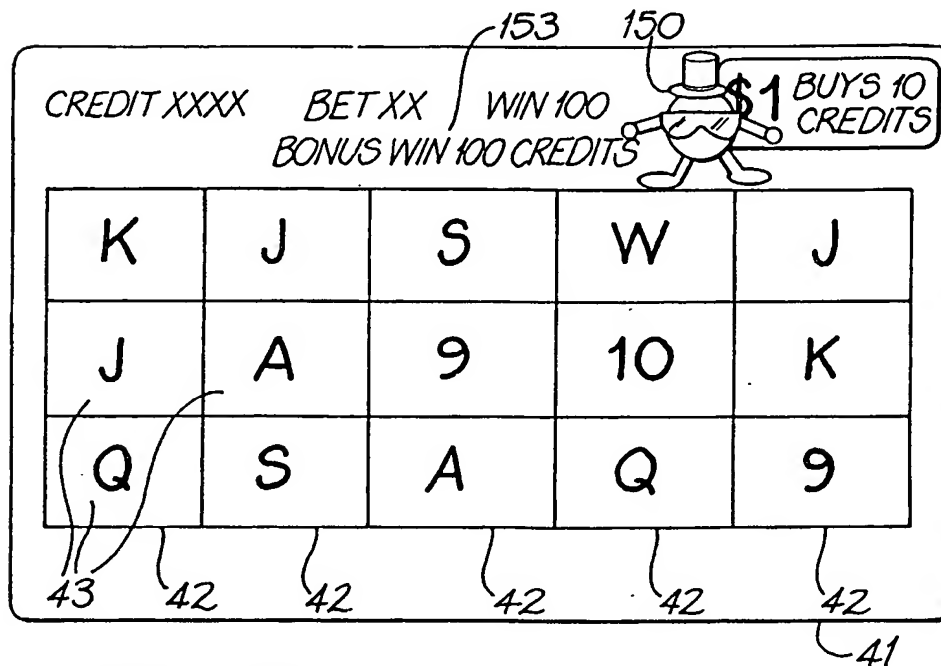 153 150
CREDIT XXXX BET XX WIN 100 $1 BUYS 10
CREDITS
BONUS WIN 100 CREDITS
K J S W J
J A 9 10 K
Q S A Q 9
43 42 42 42 42 42
41